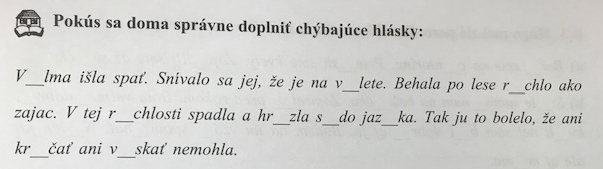 Pokús sa doma správne doplniť chýbajúce hlásky:
V__lma išla spať. Snívalo sa jej, že je na v__lete. Behala po lese r__chlo ako
zajac. V tej r__chlosti spadla a hr__zla s__do jaz__ka. Tak ju to bolelo, že ani
kr__čať ani v__skať nemohla.